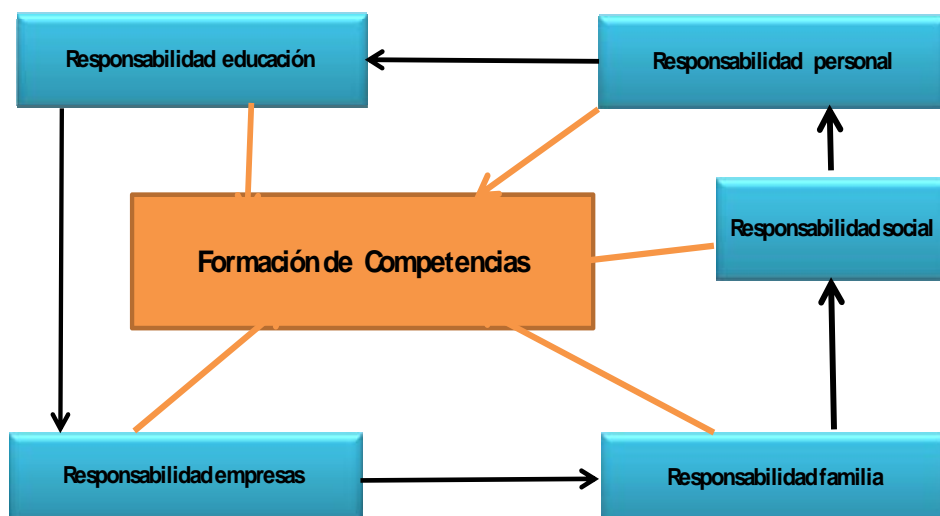 Responsabilidad educación
Responsabilidad personal
Formación de Competencias
Responsabilidad social
Responsabilidad empresas
Responsabilidad familia